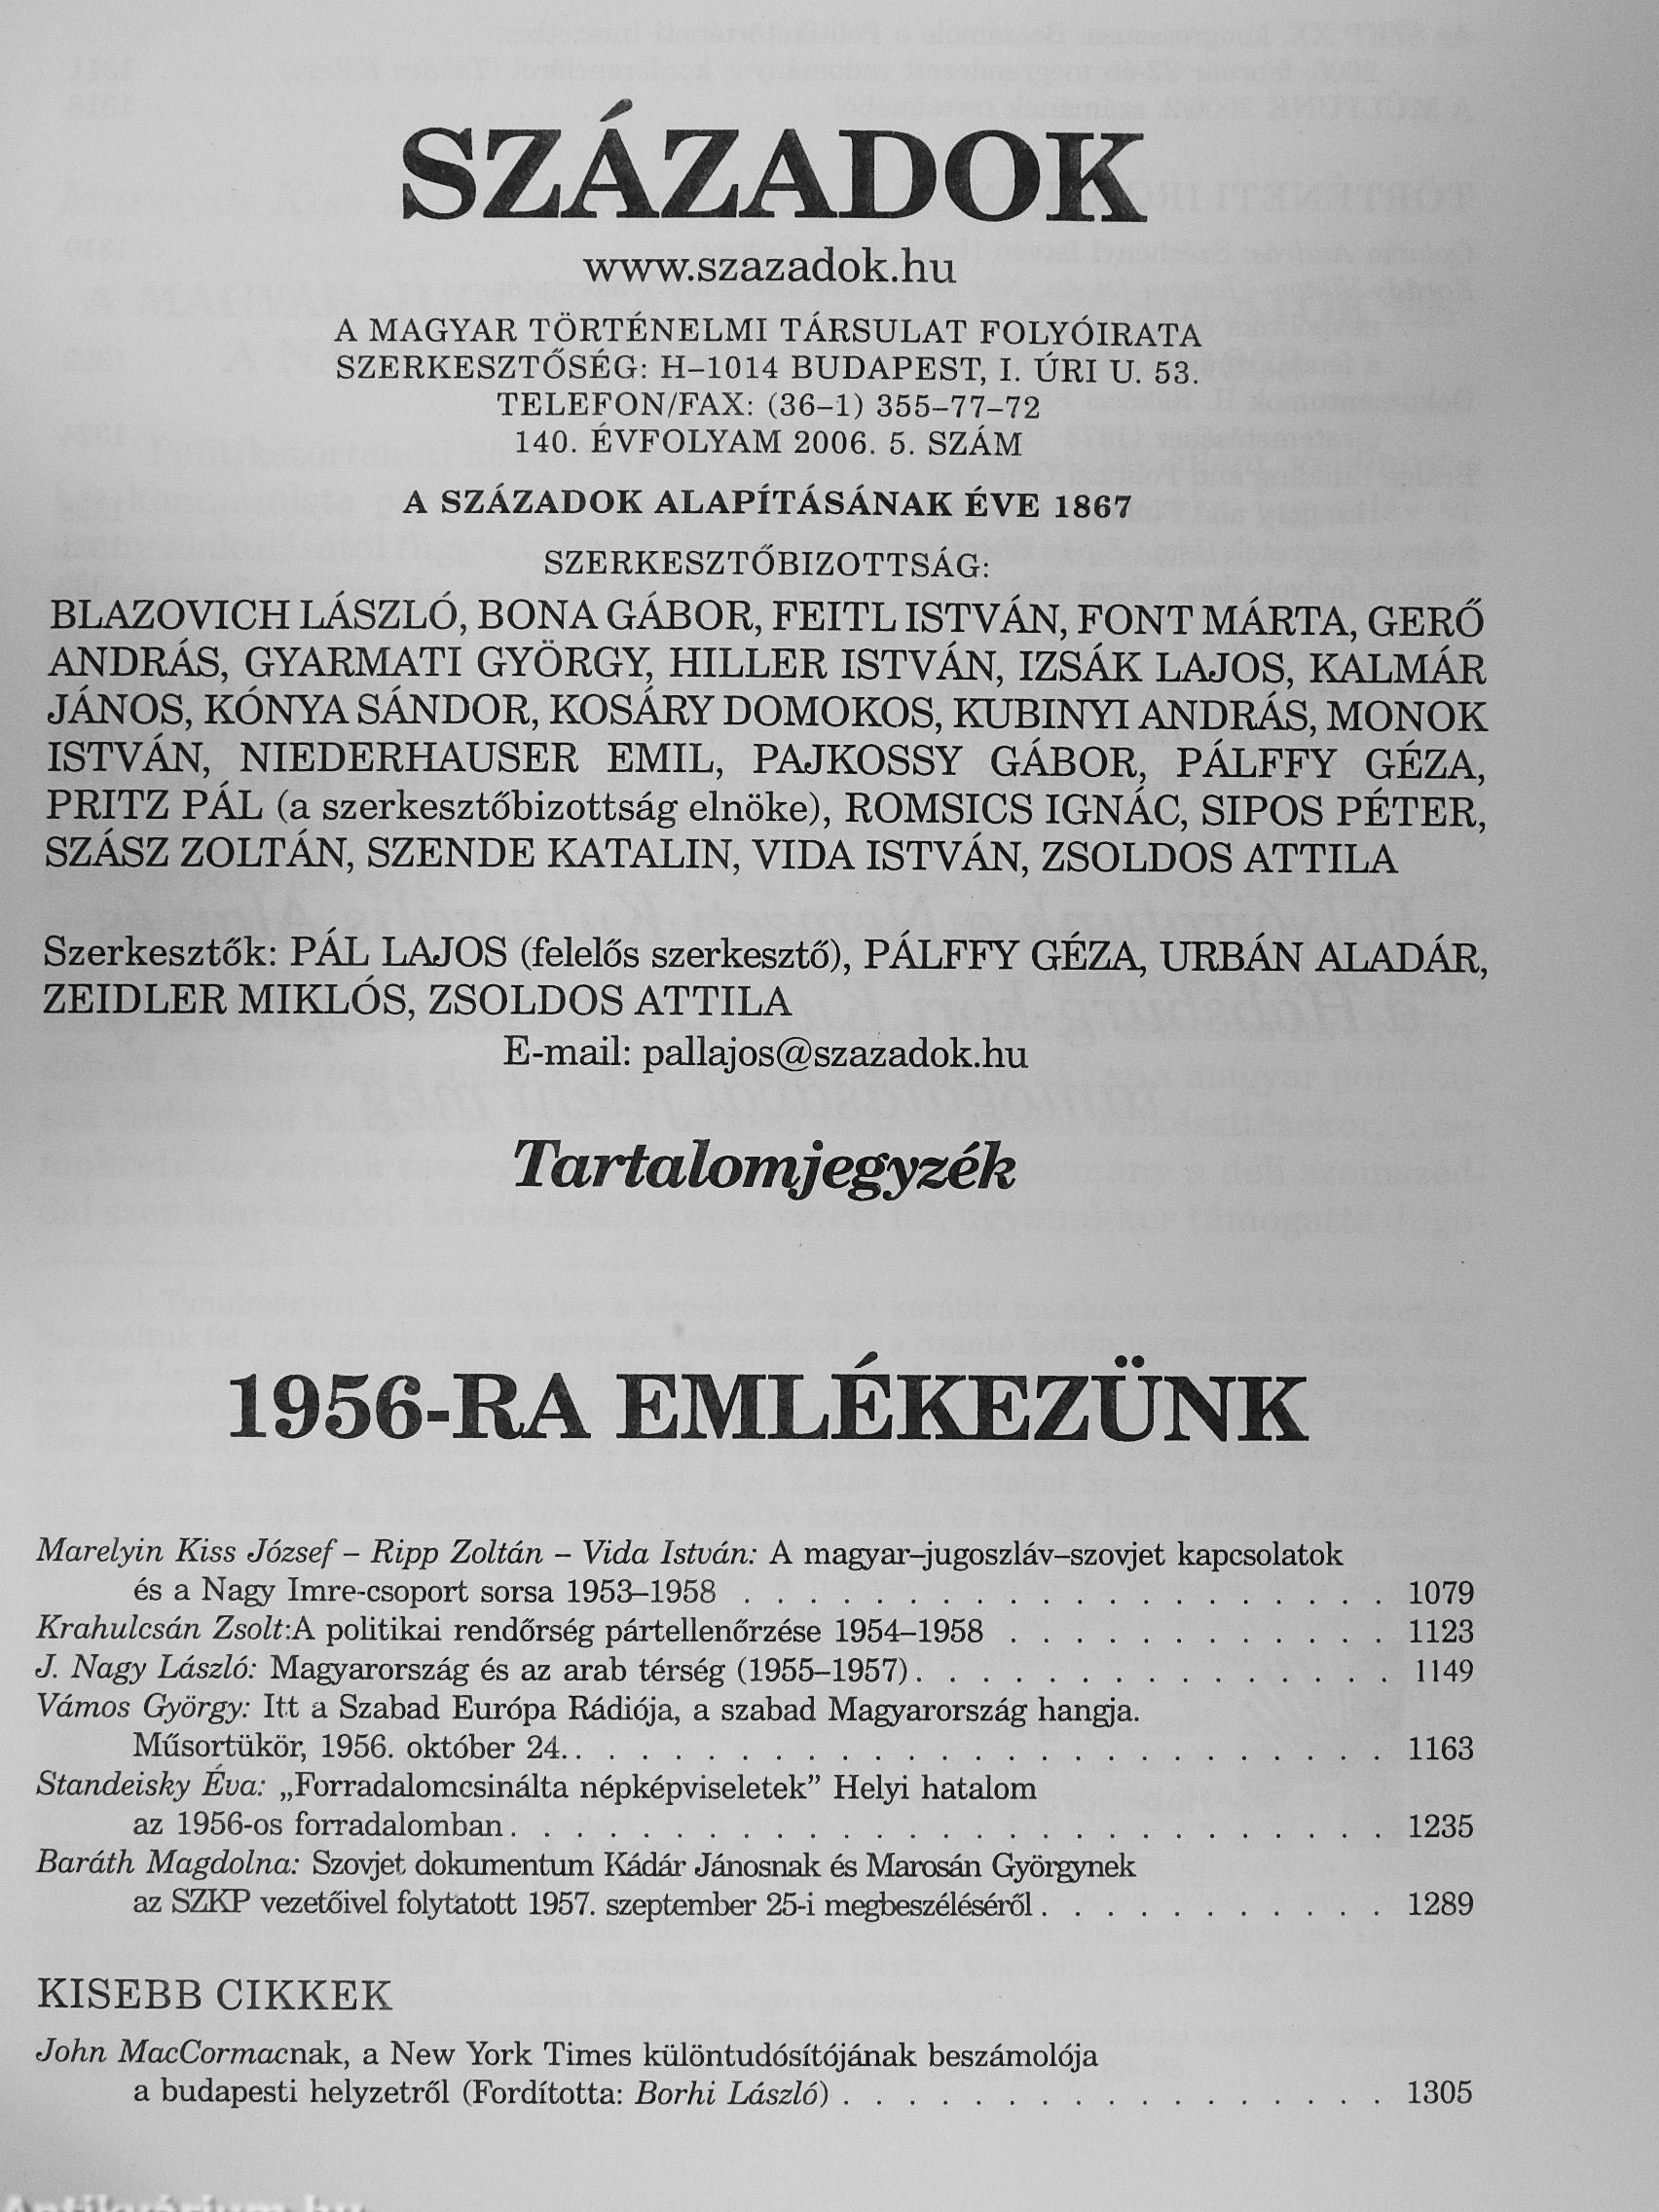 SZÁZADOK
www.szazadok.hu
A MAGYAR TÖRTÉNELMI TÁRSULAT FOLYÓIRATA
SZERKESZTŐSÉG: H–1014 BUDAPEST, I. ÚRI U. 53.
TELEFON/FAX: (36–1) 355–77–72
140. ÉVFOLYAM 2006. 5. SZÁM
A SZÁZADOK ALAPÍTÁSÁNAK ÉVE 1867
SZERKESZTŐBIZOTTSÁG:
BLAZOVICH LÁSZLÓ, BONA GÁBOR, FEITL ISTVÁN, FONT MÁRTA, GERŐ
ANDRÁS, GYARMATI GYÖRGY, HILLER ISTVÁN, IZSÁK LAJOS, KALMÁR
JÁNOS, KÓNYA SÁNDOR, KOSÁRY DOMOKOS, KUBINYI ANDRÁS, MONOK
ISTVÁN, NIEDERHAUSER EMIL, PAJKOSSY GÁBOR, PÁLFFY GÉZA,
PRITZ PÁL (a szerkesztőbizottság elnöke), ROMSICS IGNÁC, SIPOS PÉTER,
SZÁSZ ZOLTÁN, SZENDE KATALIN, VIDA ISTVÁN, ZSOLDOS ATTILA
Szerkesztők: PÁL LAJOS (felelős szerkesztő), PÁLFFY GÉZA, URBÁN ALADÁR,
ZEIDLER MIKLÓS, ZSOLDOS ATTILA
E-mail: pallajos@szazadok.hu
Tartalomjegyzék
1956-RA EMLÉKEZÜNK
Marelyin Kiss József – Ripp Zoltán – Vida István: A magyar–jugoszláv–szovjet kapcsolatok
és a Nagy Imre-csoport sorsa 1953–1958 . . . . . . . . . . . . . . . . . . . . 1079
Krahulcsán Zsolt:A politikai rendőrség pártellenőrzése 1954–1958 . . . . . . . . . . . . 1123
J. Nagy László: Magyarország és az arab térség (1955–1957). . . . . . . . . . . . . . . 1149
Vámos György: Itt a Szabad Európa Rádiója, a szabad Magyarország hangja.
Műsortükör, 1956. október 24. . . . . . . . . . . . . . . . . . . . . . . . . . 1163
Standeisky Éva: „Forradalomcsinálta népképviseletek” Helyi hatalom
az 1956-os forradalomban . . . . . . . . . . . . . . . . . . . . . . . . . . . 1235
Baráth Magdolna: Szovjet dokumentum Kádár Jánosnak és Marosán Györgynek
az SZKP vezetőivel folytatott 1957. szeptember 25-i megbeszéléséről . . . . . . . . . . . 1289
KISEBB CIKKEK
John MacCormacnak, a New York Times különtudósítójának beszámolója
a budapesti helyzetről (Fordította: Borhi László) . . . . . . . . . . . . . . . . . 1305
Antikvárium.hu